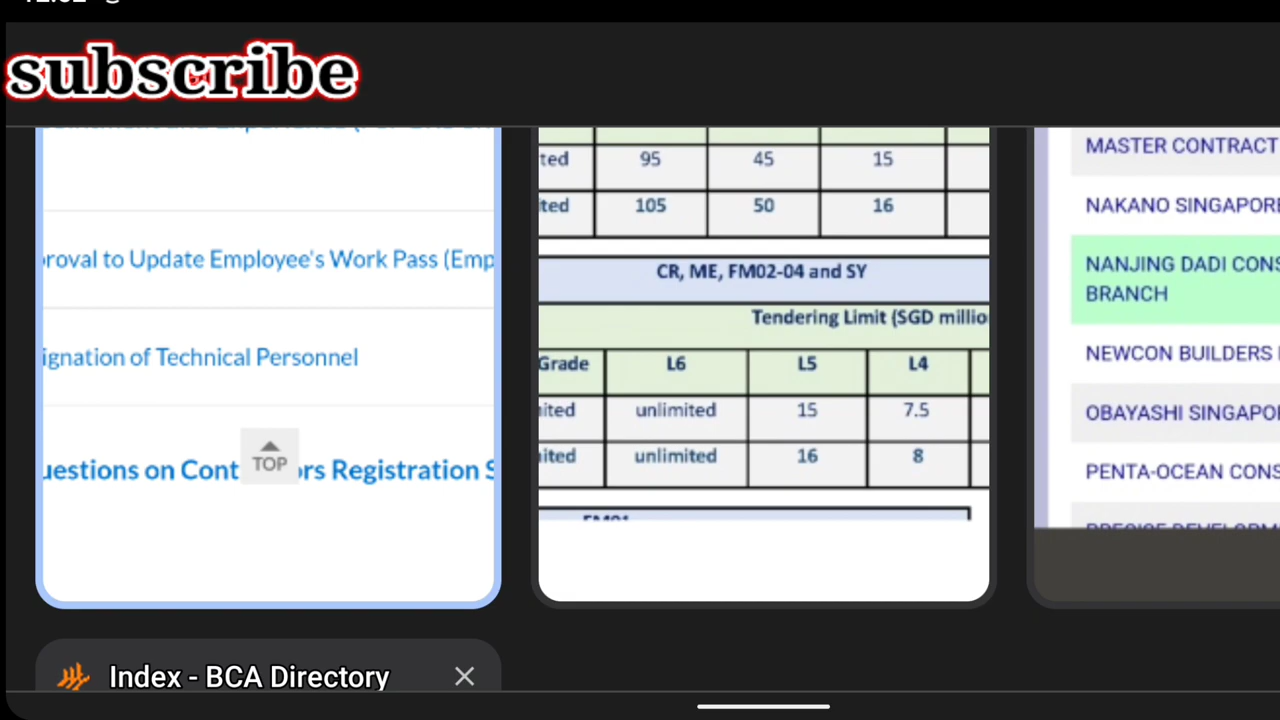 subscribe
roval to Update Employee's Work Pass (Emp
ignation of Technical Personnel
TOP
uestions on Cont ors Registration S
ted 95 45 15
ited 105 50 16
CR, ME, FM02-04 and SY
Tendering Limit (SGD millio
Grade L6 L5 L4
ited unlimited 15 7.5
ited unlimited 16 8
MASTER CONTRACT
NAKANO SINGAPORE
NANJING DADI CONS
BRANCH
NEWCON BUILDERS
OBAYASHI SINGAPO
PENTA-OCEAN CONS
Index - BCA Directory